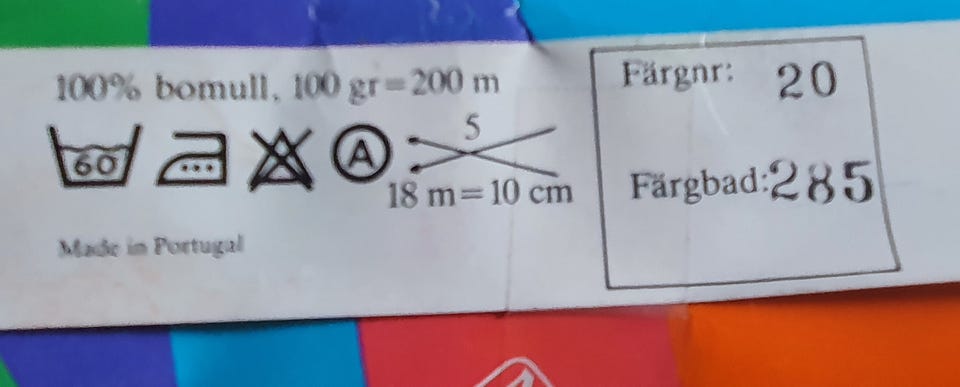 100% bomull, 100 gr=200 m
60 A 5
18 m=10 cm
Made in Portugal
Färgnr: 20
Färgbad: 285